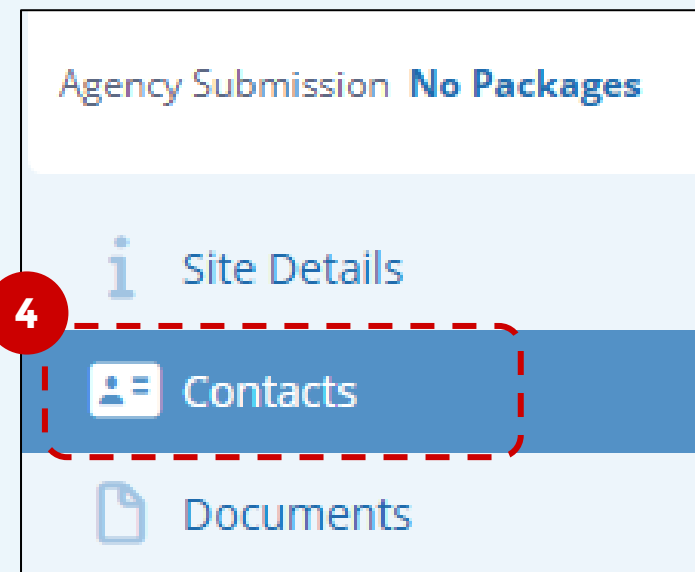 Agency Submission No Packages
Site Details
4
Contacts
Documents